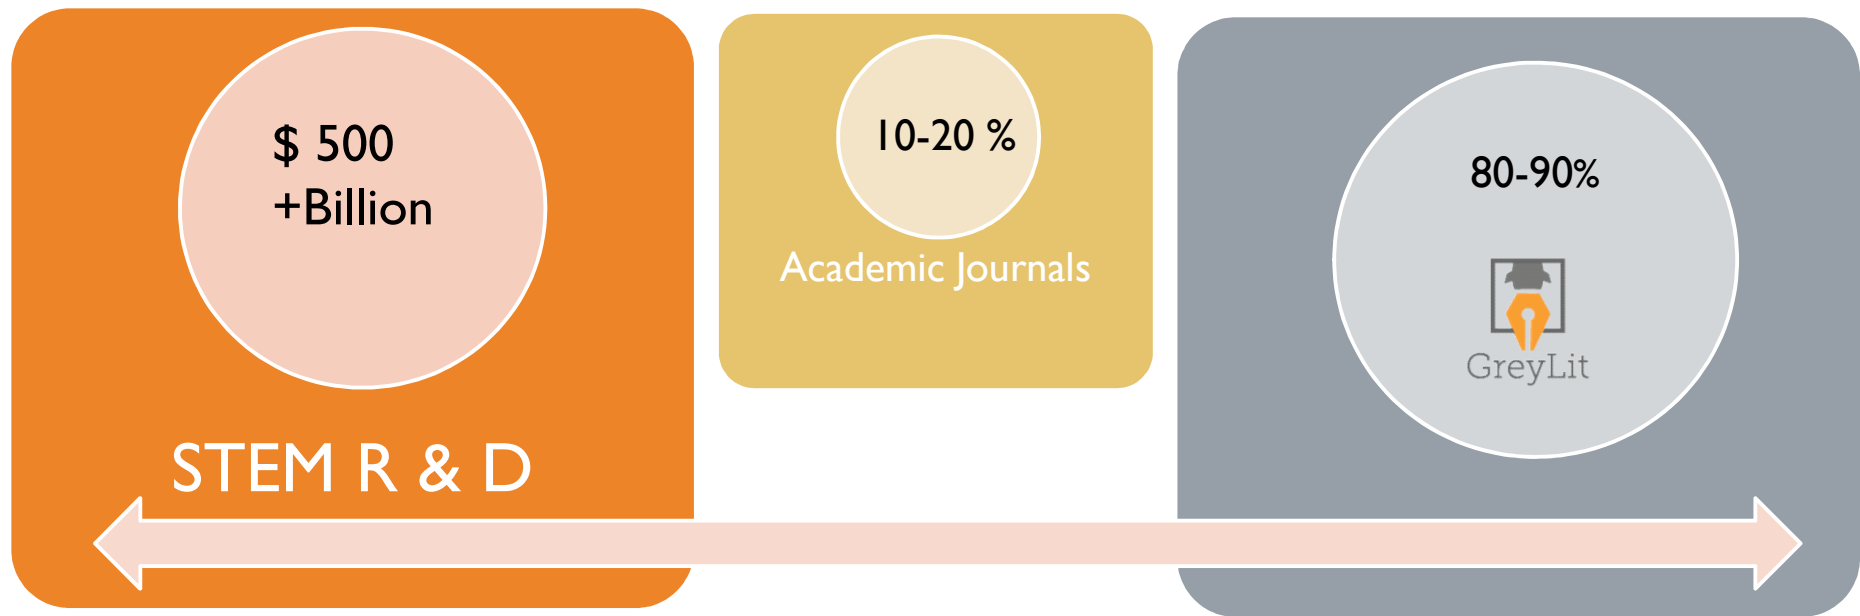 $ 500
+Billion
STEM R & D
10-20 %
Academic Journals
80-90%
GreyLit